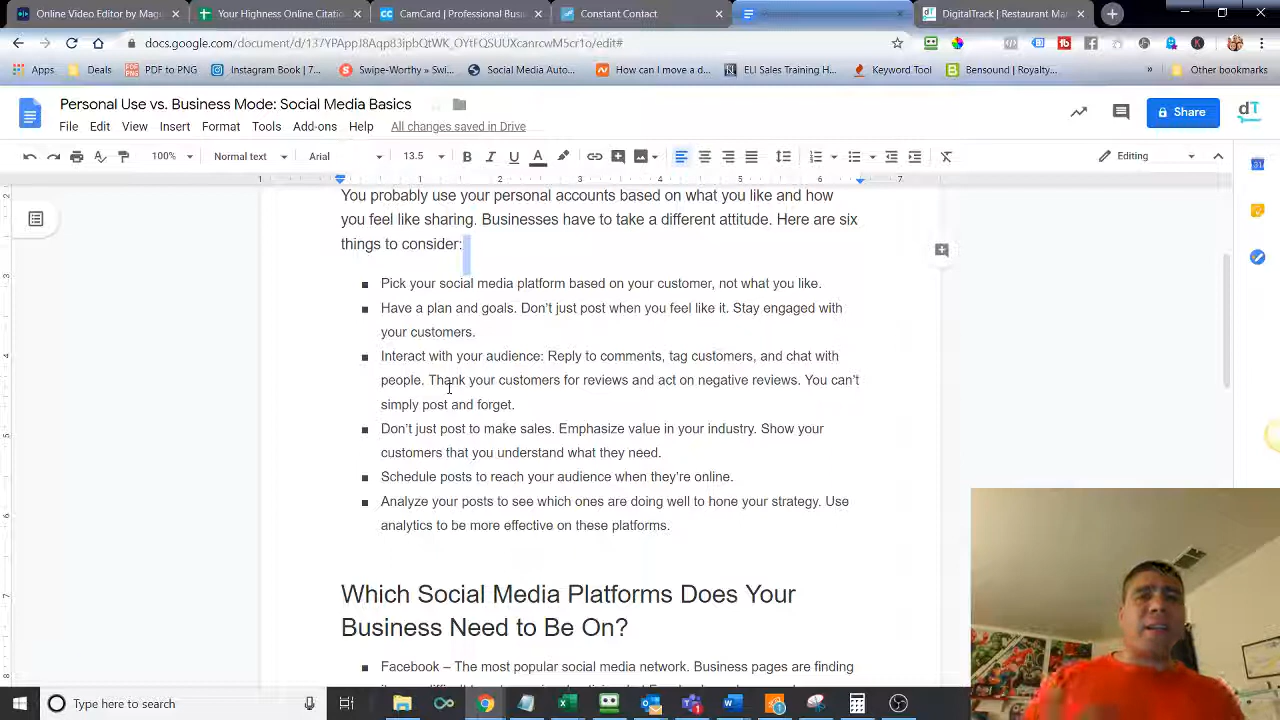 Online Video Editor by Magu
Your Highness Online Citatio
CamCard | Professional Busi
Constant Contact
DigitalTrack | Restaurant Ma
docs.google.com/document/d/
Apps
Deals
PDF to PNG
Instagram Book | 7...
Swipe-Worthy » Swi...
Social Media Auto...
How can I move a d...
ELI Sales Training H...
Keyword Tool
Bensound | Royalty...
»
Other bookmarks
Personal Use vs. Business Mode: Social Media Basics
Share
File Edit View Insert Format Tools Add-ons Help All changes saved in Drive
100% Normal text Arial 13.5 B I U A Editing
1 1 2 3 4 5 6 7
You probably use your personal accounts based on what you like and how
you feel like sharing. Businesses have to take a different attitude. Here are six
things to consider:
Pick your social media platform based on your customer, not what you like.
Have a plan and goals. Don’t just post when you feel like it. Stay engaged with
your customers.
Interact with your audience: Reply to comments, tag customers, and chat with
people. Thank your customers for reviews and act on negative reviews. You can’t
simply post and forget.
Don’t just post to make sales. Emphasize value in your industry. Show your
customers that you understand what they need.
Schedule posts to reach your audience when they’re online.
Analyze your posts to see which ones are doing well to hone your strategy. Use
analytics to be more effective on these platforms.
Which Social Media Platforms Does Your
Business Need to Be On?
Facebook – The most popular social media network. Business pages are finding
Type here to search